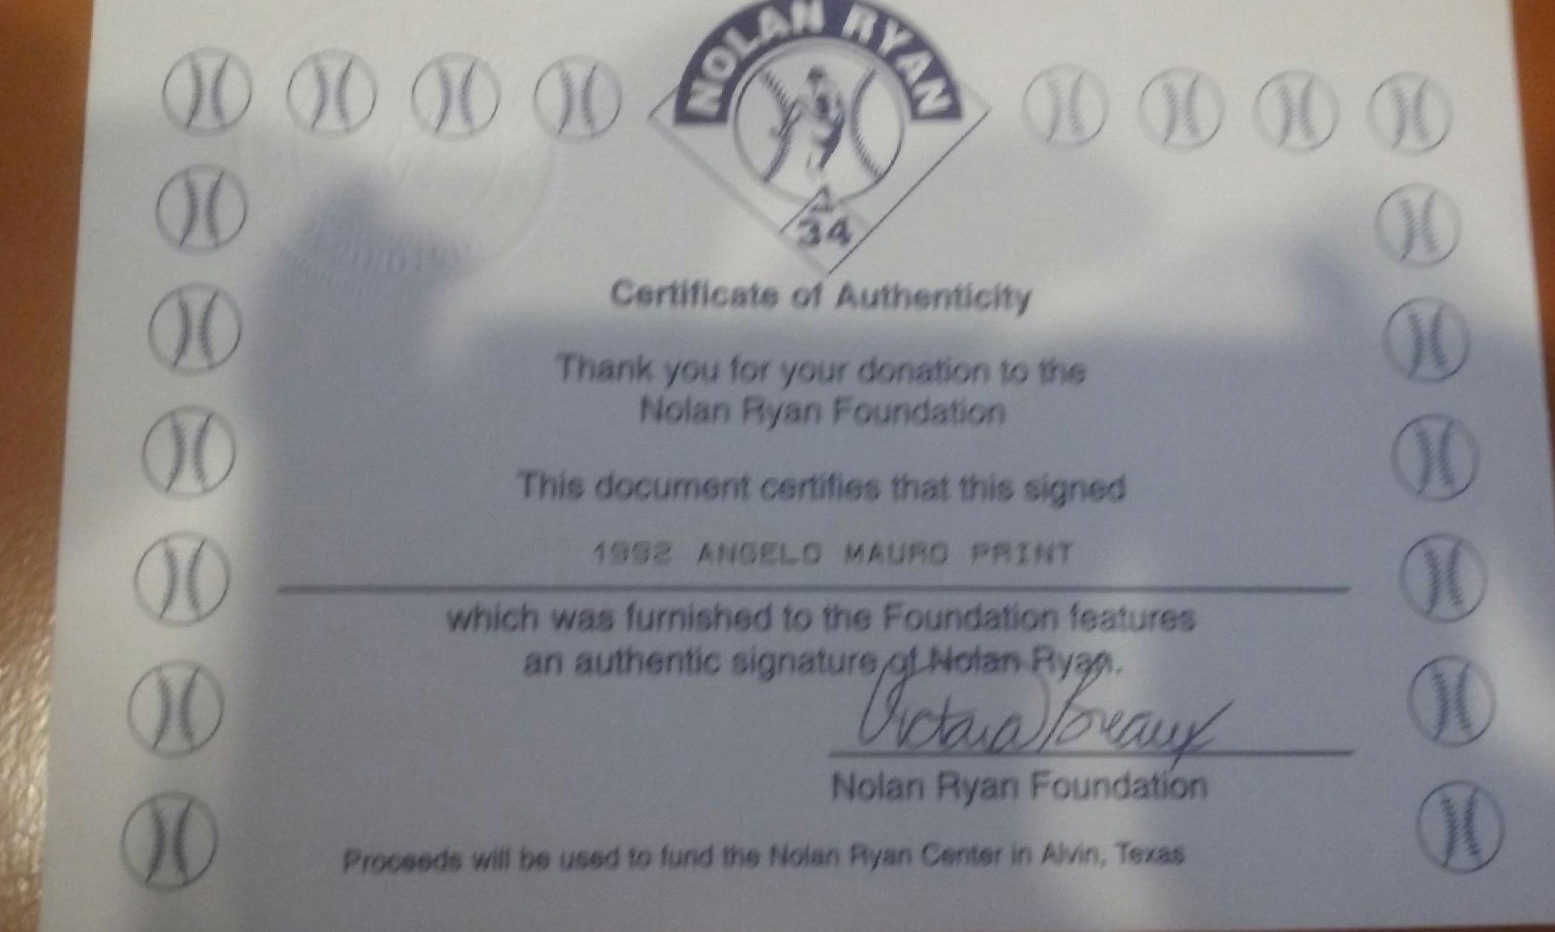 NOLAN RYAN
34
Certificate of Authenticity
Thank you for your donation to the
Nolan Ryan Foundation
This document certifies that this signed
1992 ANGELO MAURO PRINT
which was furnished to the Foundation features
an authentic signature of Nolan Ryan.
Victoria Breaux
Nolan Ryan Foundation
Proceeds will be used to fund the Nolan Ryan Center in Alvin, Texas